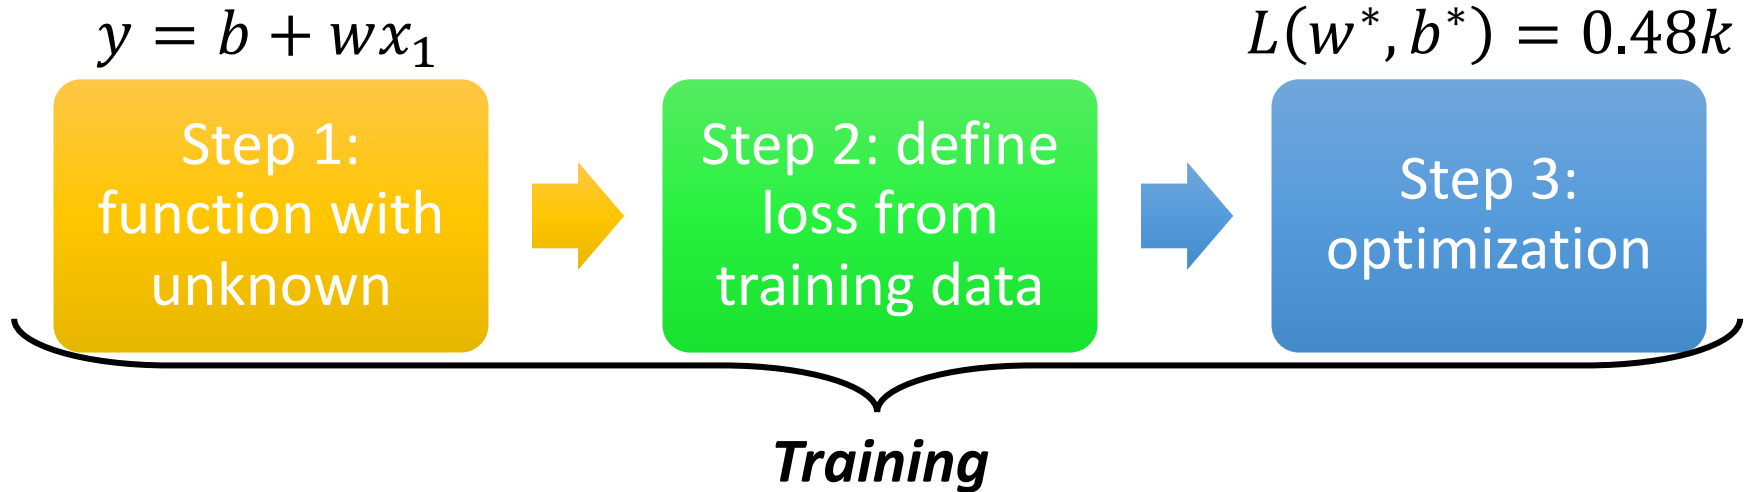 y = b + wx₁
L(w*, b*) = 0.48k
Step 1:
function with
unknown
Step 2: define
loss from
training data
Step 3:
optimization
Training